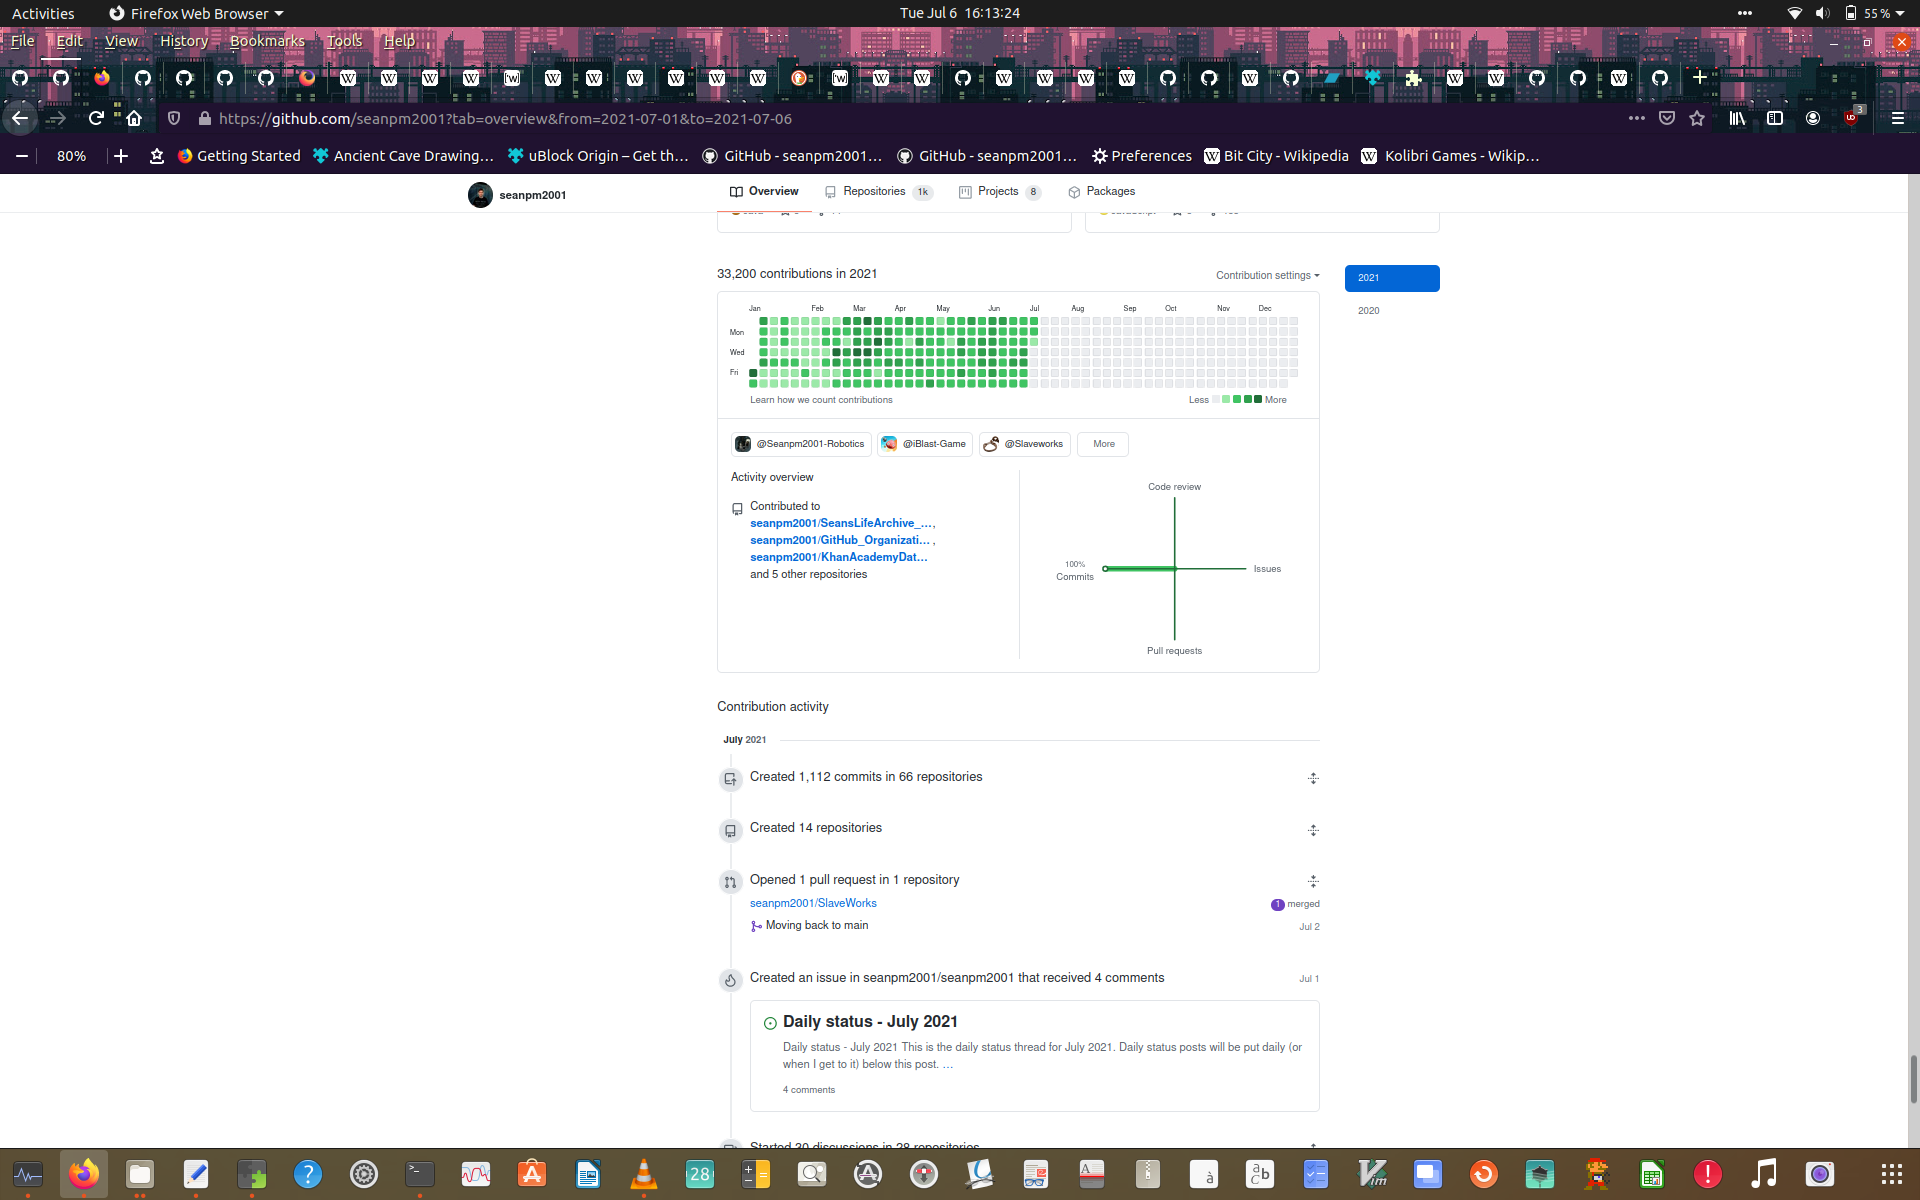 Activities Firefox Web Browser Tue Jul 6 16:13:24 55 %
File Edit View History Bookmarks Tools Help
https://github.com/seanpm2001?tab=overview&from=2021-07-01&to=2021-07-06 3
80% Getting Started Ancient Cave Drawing... uBlock Origin – Get th... GitHub - seanpm2001... GitHub - seanpm2001... Preferences Bit City - Wikipedia Kolibri Games - Wikip...
seanpm2001 Overview Repositories 1k Projects 8 Packages
33,200 contributions in 2021 Contribution settings 2021
2020
Jan Feb Mar Apr May Jun Jul Aug Sep Oct Nov Dec
Mon
Wed
Fri
Learn how we count contributions Less More
@Seanpm2001-Robotics @iBlast-Game @Slaveworks More
Activity overview
Contributed to
seanpm2001/SeansLifeArchive_...,
seanpm2001/GitHub_Organizati... ,
seanpm2001/KhanAcademyDat...
and 5 other repositories
Code review
100%
Commits
Issues
Pull requests
Contribution activity
July 2021
Created 1,112 commits in 66 repositories
Created 14 repositories
Opened 1 pull request in 1 repository
seanpm2001/SlaveWorks 1 merged
Moving back to main Jul 2
Created an issue in seanpm2001/seanpm2001 that received 4 comments Jul 1
Daily status - July 2021
Daily status - July 2021 This is the daily status thread for July 2021. Daily status posts will be put daily (or
when I get to it) below this post. ...
4 comments
Started 30 discussions in 28 repositories
28